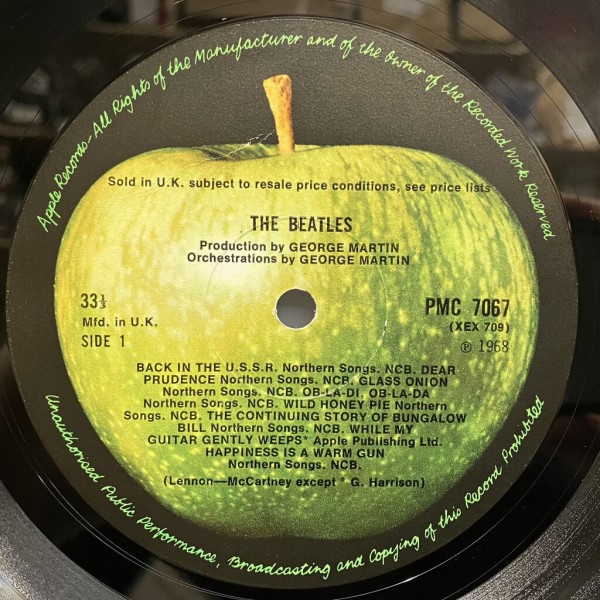 Apple Records-All Rights of the Manufacturer and of the Owner of the Recorded Work Reserved
Sold in U.K. subject to resale price conditions, see price lists
THE BEATLES
Production by GEORGE MARTIN
Orchestrations by GEORGE MARTIN
33⅓
Mfd. in U.K.
SIDE 1
PMC 7067
(XEX 709)
℗ 1968
BACK IN THE U.S.S.R. Northern Songs. NCB. DEAR
PRUDENCE Northern Songs. NCB. GLASS ONION
Northern Songs. NCB. OB-LA-DI, OB-LA-DA
Northern Songs. NCB. WILD HONEY PIE Northern
Songs. NCB. THE CONTINUING STORY OF BUNGALOW
BILL Northern Songs. NCB. WHILE MY
GUITAR GENTLY WEEPS* Apple Publishing Ltd.
HAPPINESS IS A WARM GUN
Northern Songs. NCB.
(Lennon—McCartney except * G. Harrison)
Unauthorised Public Performance, Broadcasting and Copying of this Record Prohibited